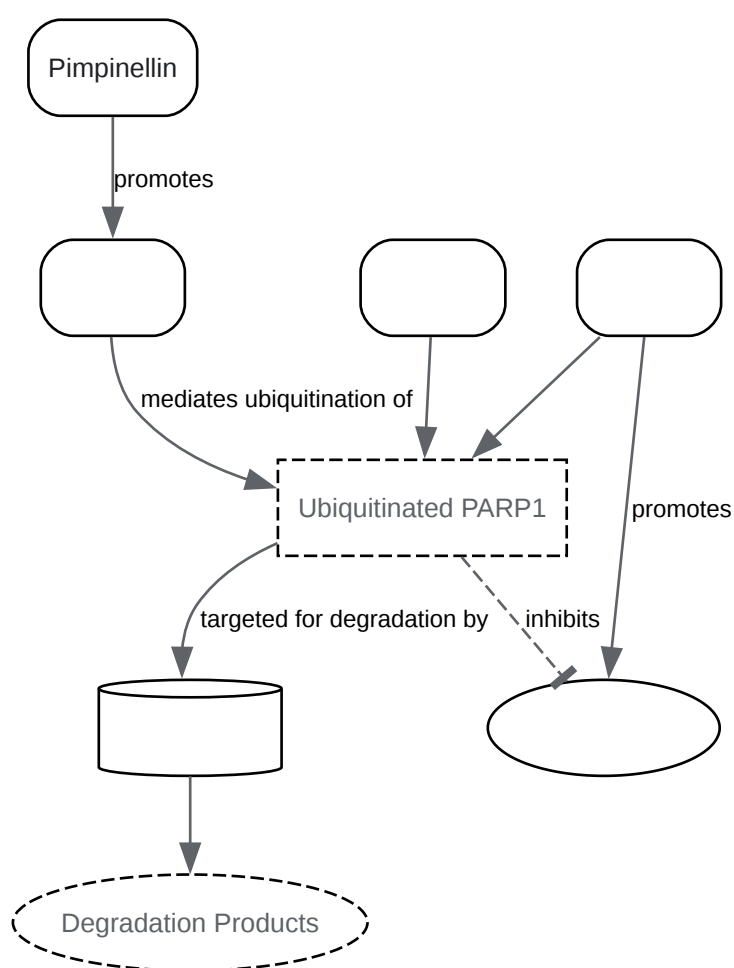 Pimpinellin
promotes
mediates ubiquitination of
Ubiquitinated PARP1
promotes
targeted for degradation by
inhibits
Degradation Products